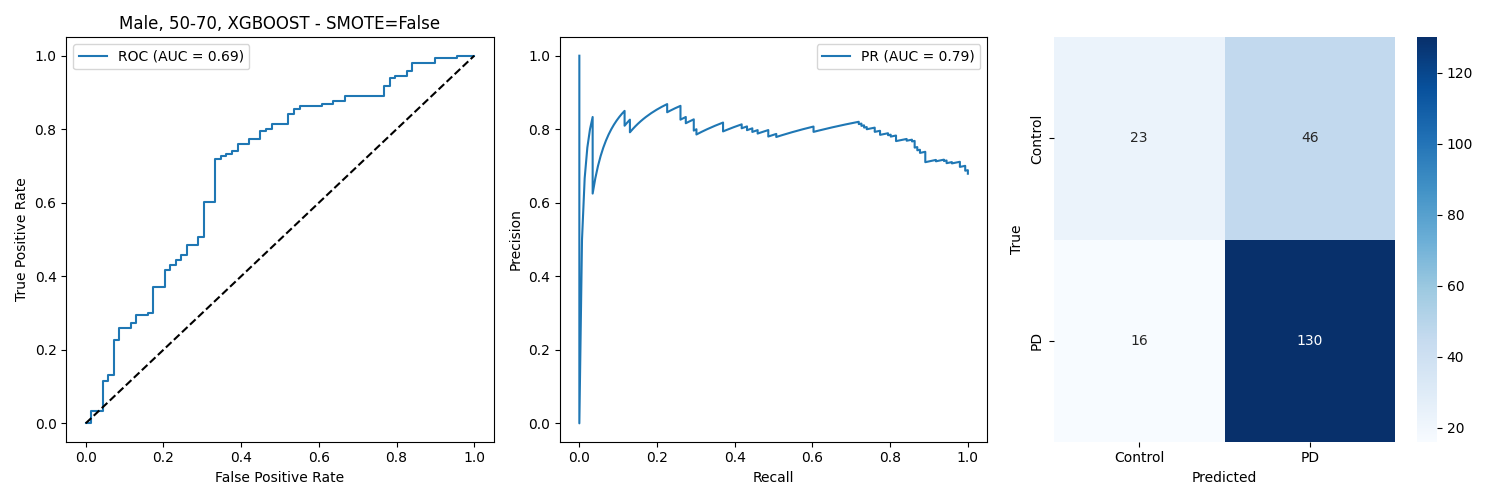 Male, 50-70, XGBOOST - SMOTE=False
ROC (AUC = 0.69)
True Positive Rate
1.0
0.8
0.6
0.4
0.2
0.0
0.0 0.2 0.4 0.6 0.8 1.0
False Positive Rate
PR (AUC = 0.79)
Precision
1.0
0.8
0.6
0.4
0.2
0.0
0.0 0.2 0.4 0.6 0.8 1.0
Recall
True
Control
PD
23 46
16 130
Control PD
Predicted
120
100
80
60
40
20